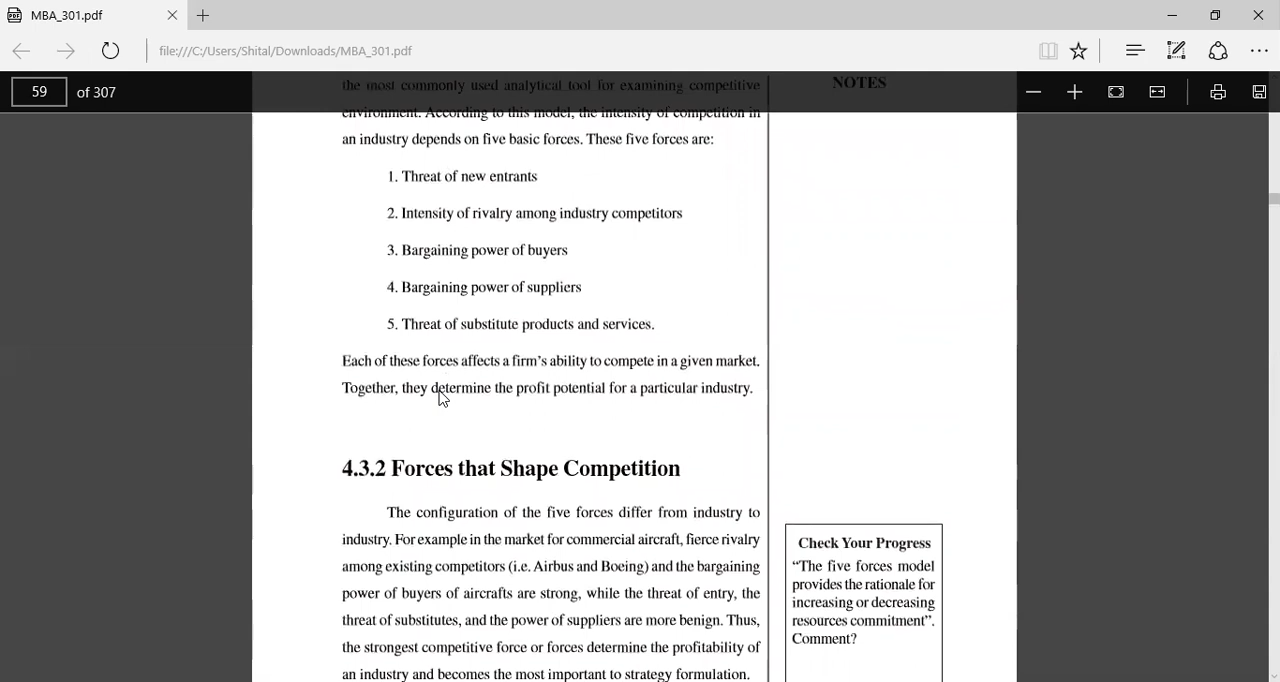 MBA_301.pdf
file:///C:/Users/Shital/Downloads/MBA_301.pdf
59 of 307
the most commonly used analytical tool for examining competitive
environment. According to this model, the intensity of competition in
an industry depends on five basic forces. These five forces are:
1. Threat of new entrants
2. Intensity of rivalry among industry competitors
3. Bargaining power of buyers
4. Bargaining power of suppliers
5. Threat of substitute products and services.
Each of these forces affects a firm's ability to compete in a given market.
Together, they determine the profit potential for a particular industry.
4.3.2 Forces that Shape Competition
The configuration of the five forces differ from industry to
industry. For example in the market for commercial aircraft, fierce rivalry
among existing competitors (i.e. Airbus and Boeing) and the bargaining
power of buyers of aircrafts are strong, while the threat of entry, the
threat of substitutes, and the power of suppliers are more benign. Thus,
the strongest competitive force or forces determine the profitability of
an industry and becomes the most important to strategy formulation.
NOTES
Check Your Progress
“The five forces model
provides the rationale for
increasing or decreasing
resources commitment”.
Comment?